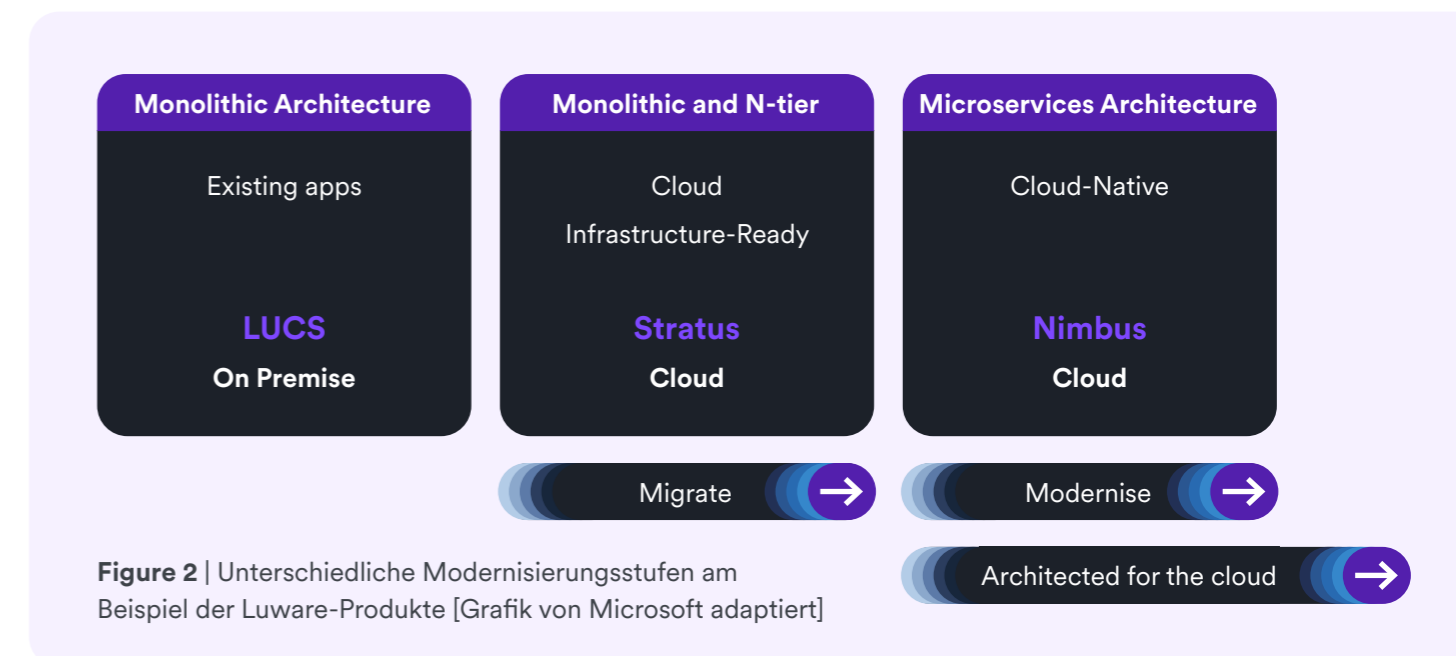 Monolithic Architecture
Existing apps
LUCS
On Premise
Monolithic and N-tier
Cloud
Infrastructure-Ready
Stratus
Cloud
Microservices Architecture
Cloud-Native
Nimbus
Cloud
Migrate
Modernise
Architected for the cloud
Figure 2 | Unterschiedliche Modernisierungsstufen am
Beispiel der Luware-Produkte [Grafik von Microsoft adaptiert]